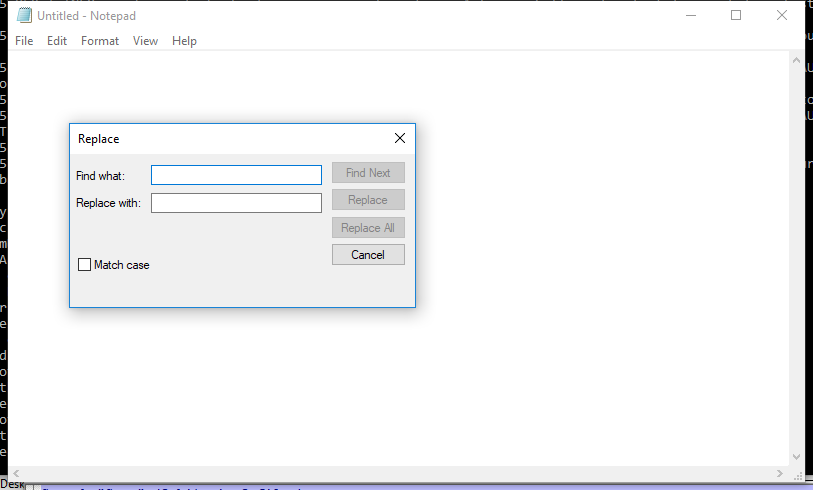 Untitled - Notepad
File Edit Format View Help
Replace
Find what:
Find Next
Replace with:
Replace
Replace All
Cancel
Match case
Desk